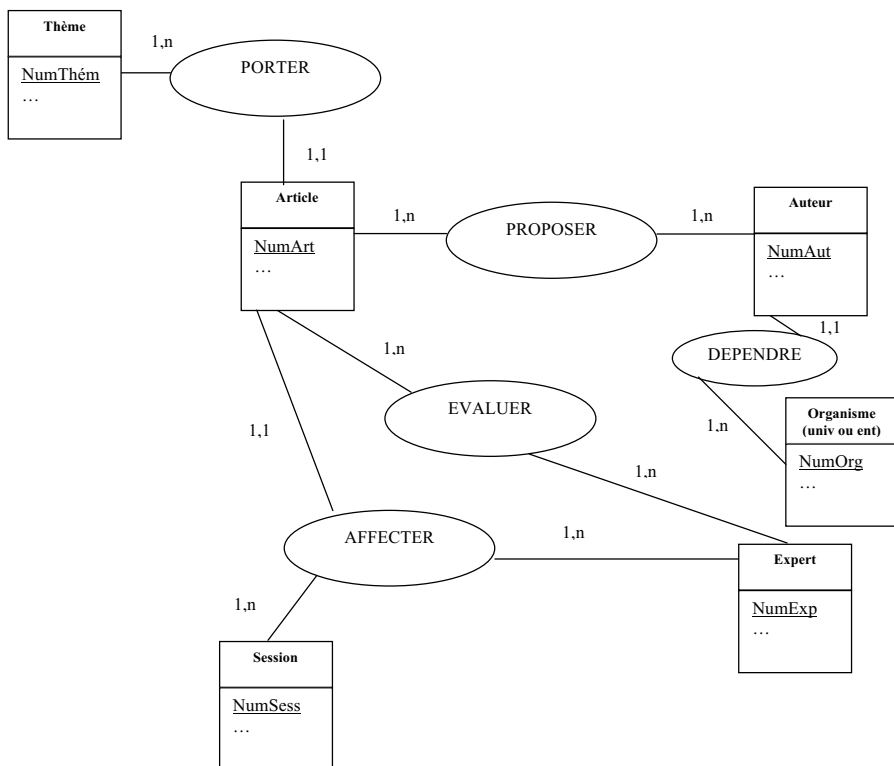 Thème
NumThém
…
1,n
PORTER
1,1
Article
NumArt
…
1,n
PROPOSER
1,n
Auteur
NumAut
…
1,1
DEPENDRE
1,n
Organisme
(univ ou ent)
NumOrg
…
1,n
EVALUER
1,n
1,1
AFFECTER
1,n
Expert
NumExp
…
1,n
Session
NumSess
…